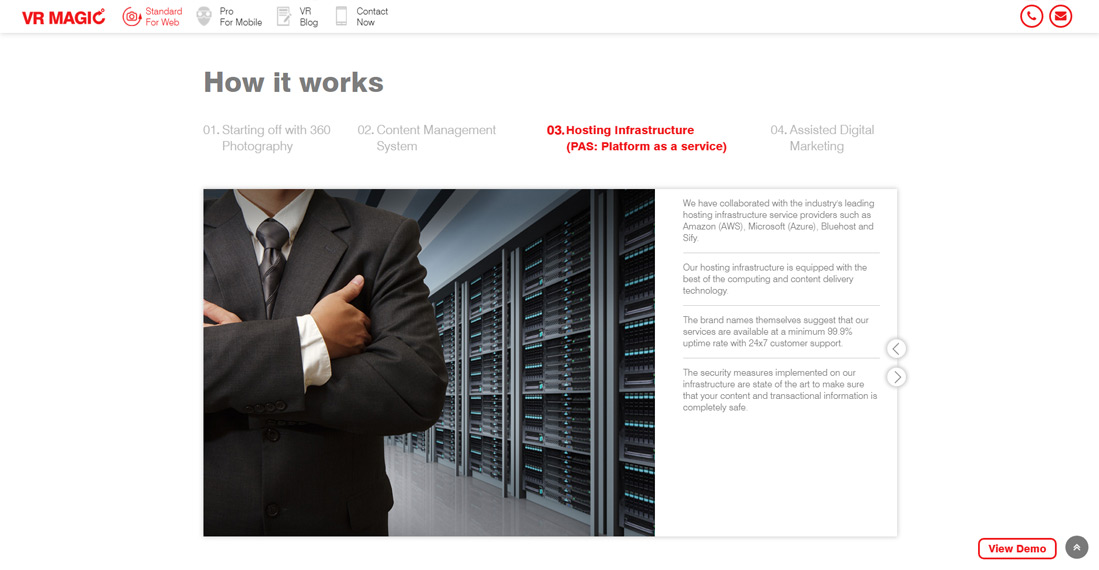 VR MAGIC
Standard
For Web
Pro
For Mobile
VR
Blog
Contact
Now
How it works
01. Starting off with 360
Photography
02. Content Management
System
03. Hosting Infrastructure
(PAS: Platform as a service)
04. Assisted Digital
Marketing
We have collaborated with the industry's leading
hosting infrastructure service providers such as
Amazon (AWS), Microsoft (Azure), Bluehost and
Sify.
Our hosting infrastructure is equipped with the
best of the computing and content delivery
technology.
The brand names themselves suggest that our
services are available at a minimum 99.9%
uptime rate with 24x7 customer support.
The security measures implemented on our
infrastructure are state of the art to make sure
that your content and transactional information is
completely safe.
View Demo